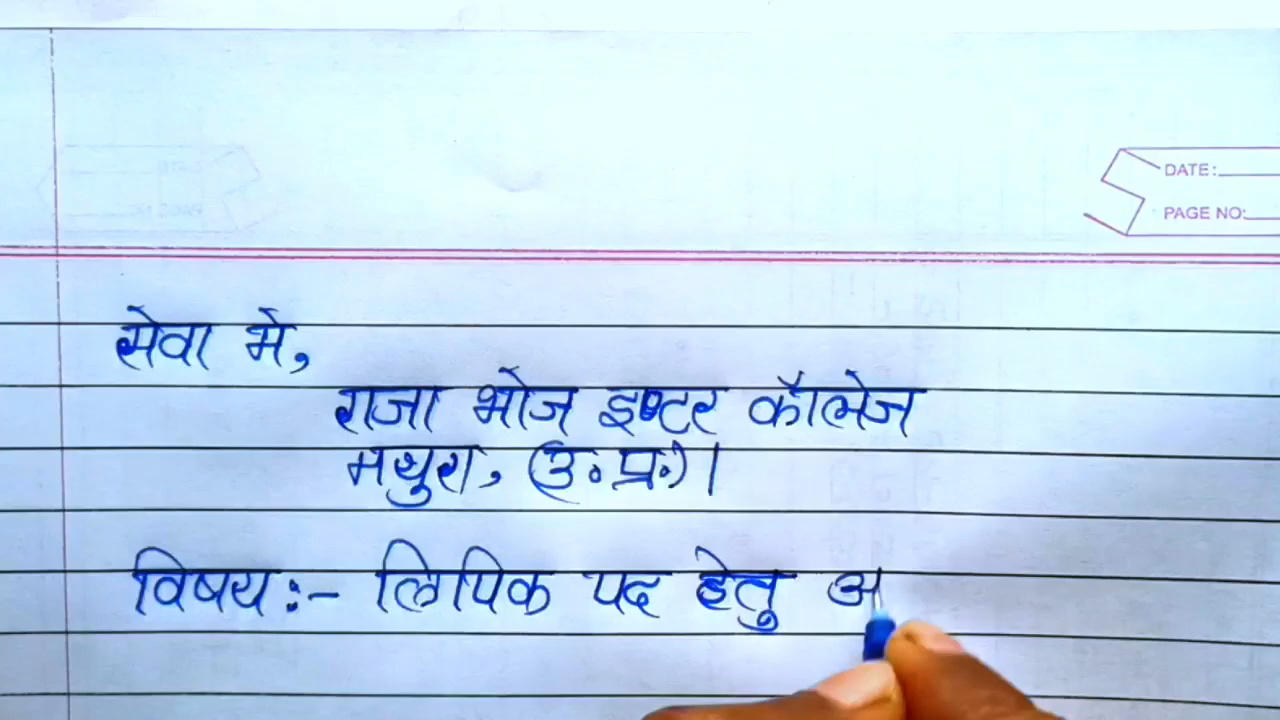 DATE:
PAGE NO:
सेवा मे,
राजा भोज इण्टर कॉलेज
मथुरा, (उ॰प्र॰)।
विषय:- लिपिक पद हेतु अ